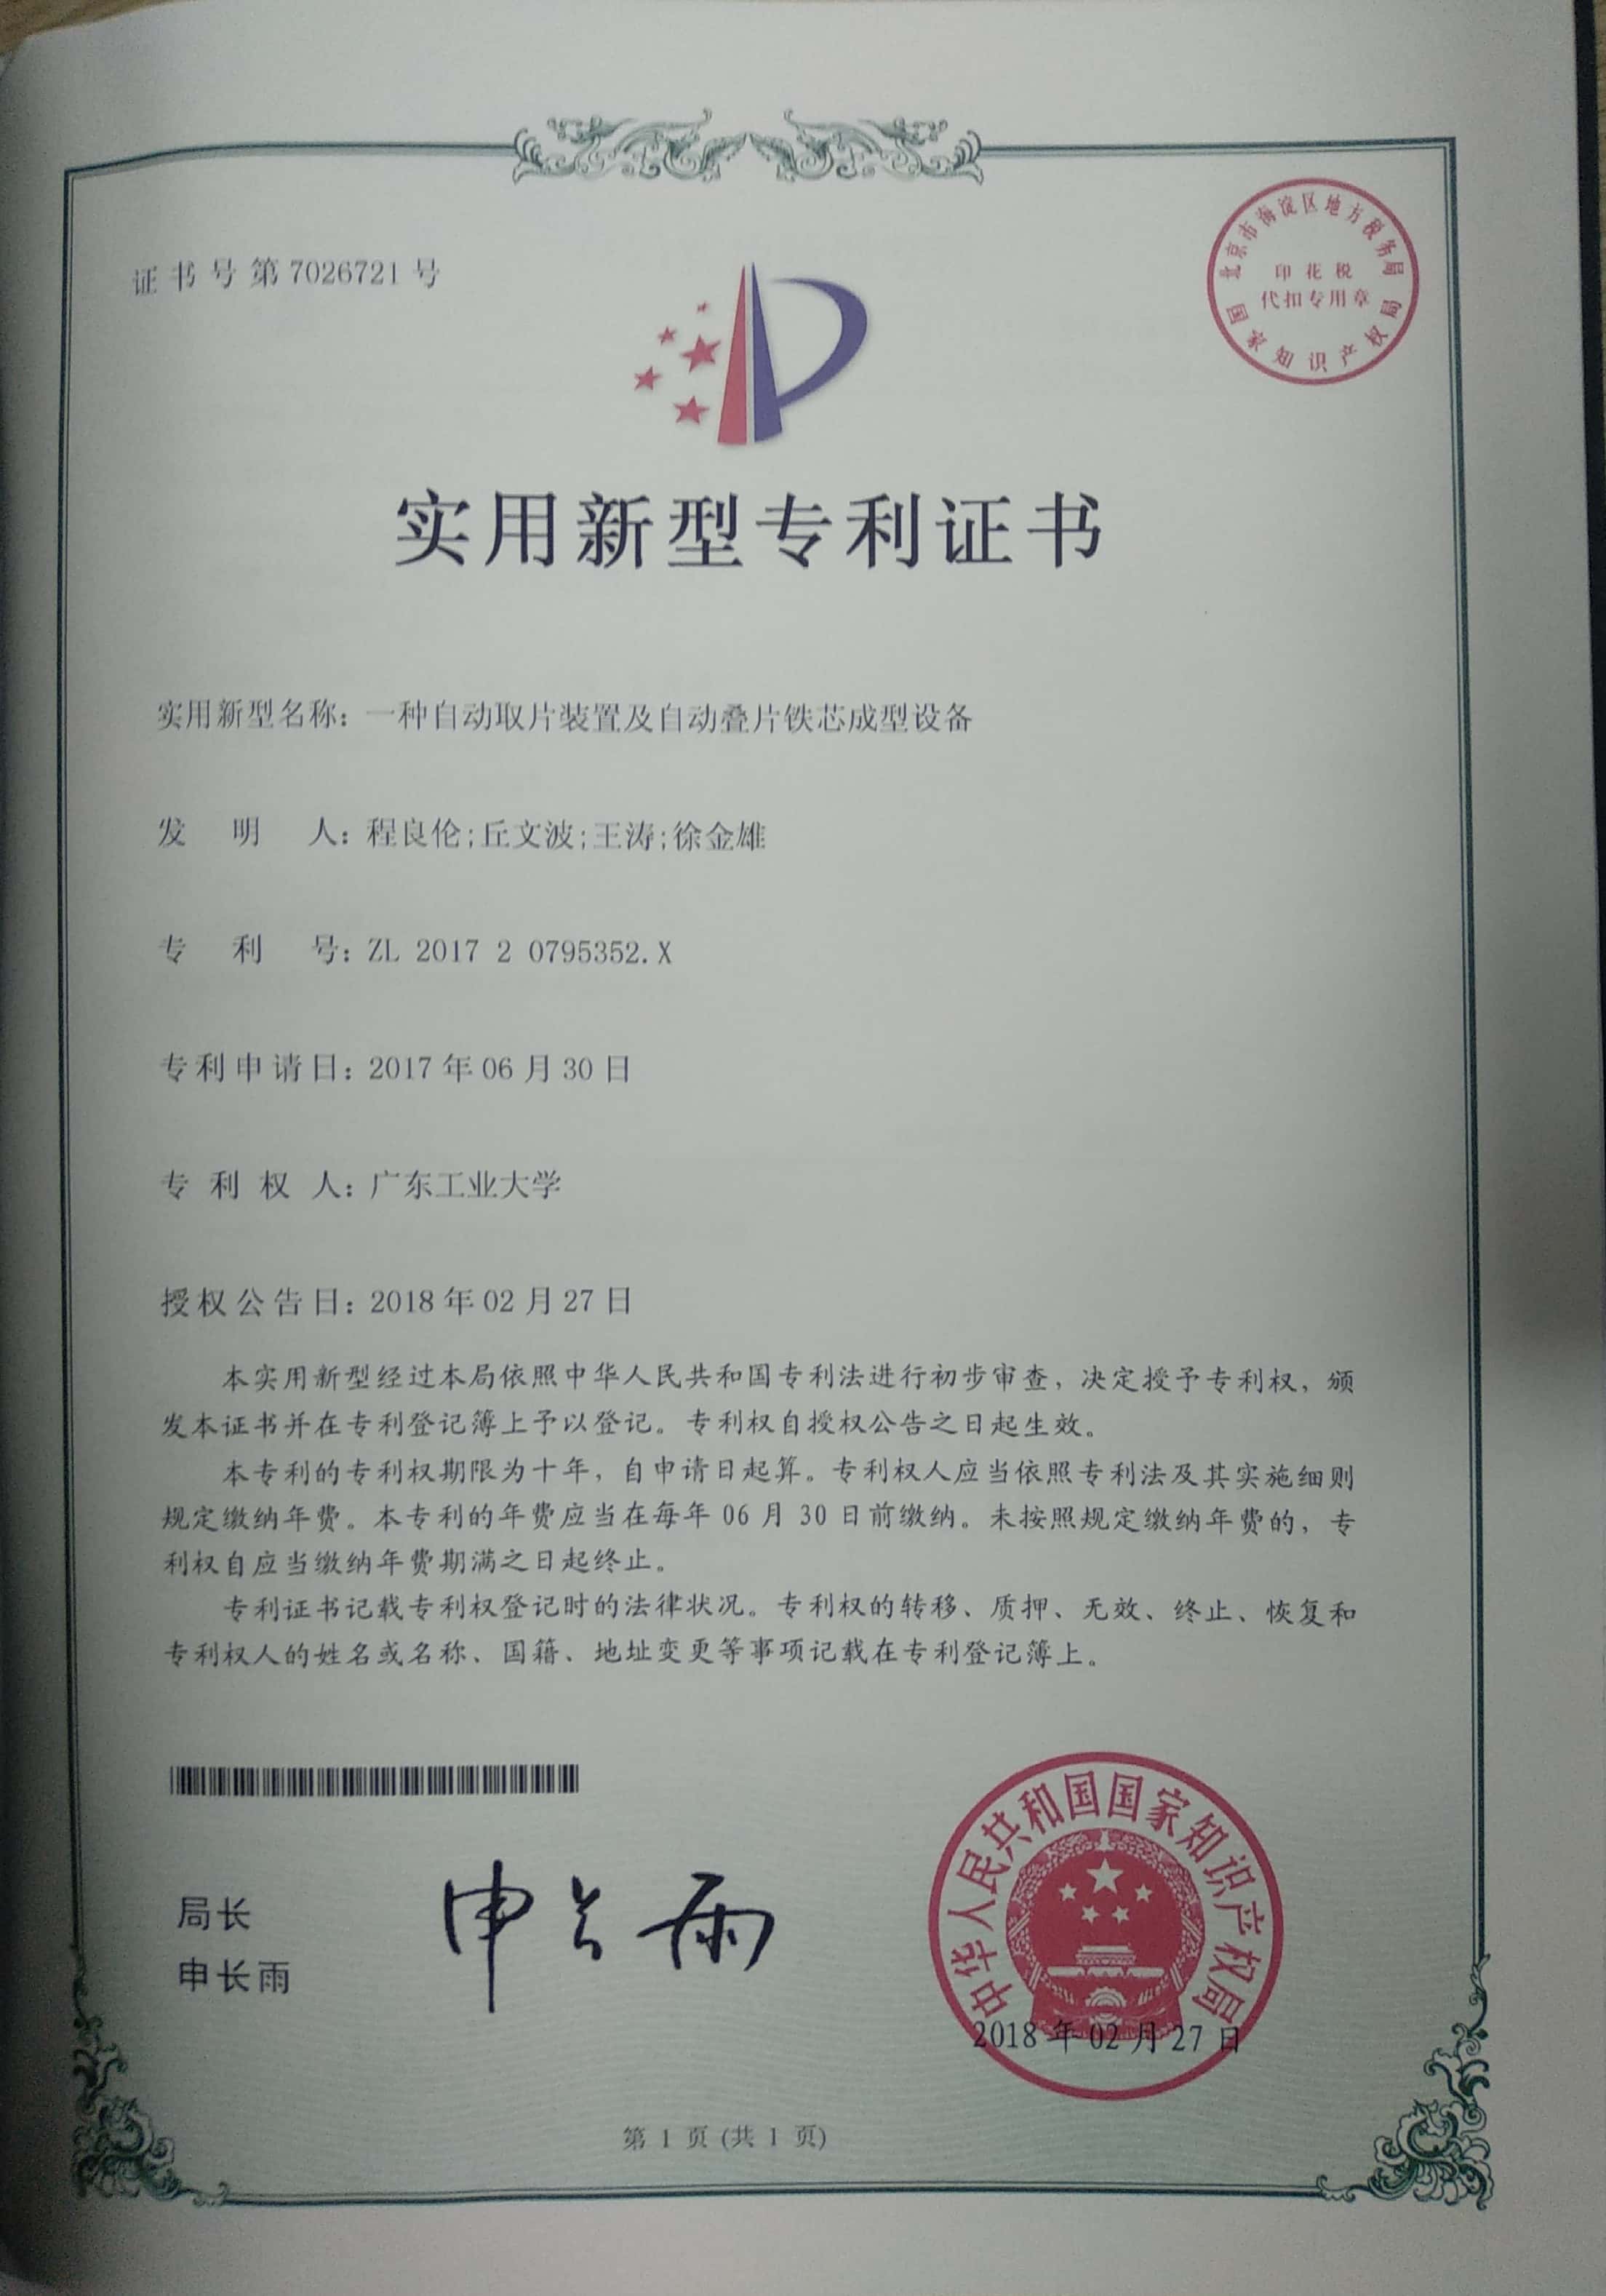 证书号第7026721号
北京市海淀区地方税务局
印花税
代扣专用章
国家知识产权局
实用新型专利证书
实用新型名称：一种自动取片装置及自动叠片铁芯成型设备
发明人：程良伦;丘文波;王涛;徐金雄
专利号：ZL 2017 2 0795352.X
专利申请日：2017年06月30日
专利权人：广东工业大学
授权公告日：2018年02月27日
本实用新型经过本局依照中华人民共和国专利法进行初步审查，决定授予专利权，颁
发本证书并在专利登记簿上予以登记。专利权自授权公告之日起生效。
本专利的专利权期限为十年，自申请日起算。专利权人应当依照专利法及其实施细则
规定缴纳年费。本专利的年费应当在每年06月30日前缴纳。未按照规定缴纳年费的，专
利权自应当缴纳年费期满之日起终止。
专利证书记载专利权登记时的法律状况。专利权的转移、质押、无效、终止、恢复和
专利权人的姓名或名称、国籍、地址变更等事项记载在专利登记簿上。
局长
申长雨
申长雨
中华人民共和国国家知识产权局
2018年02月27日
第1页(共1页)